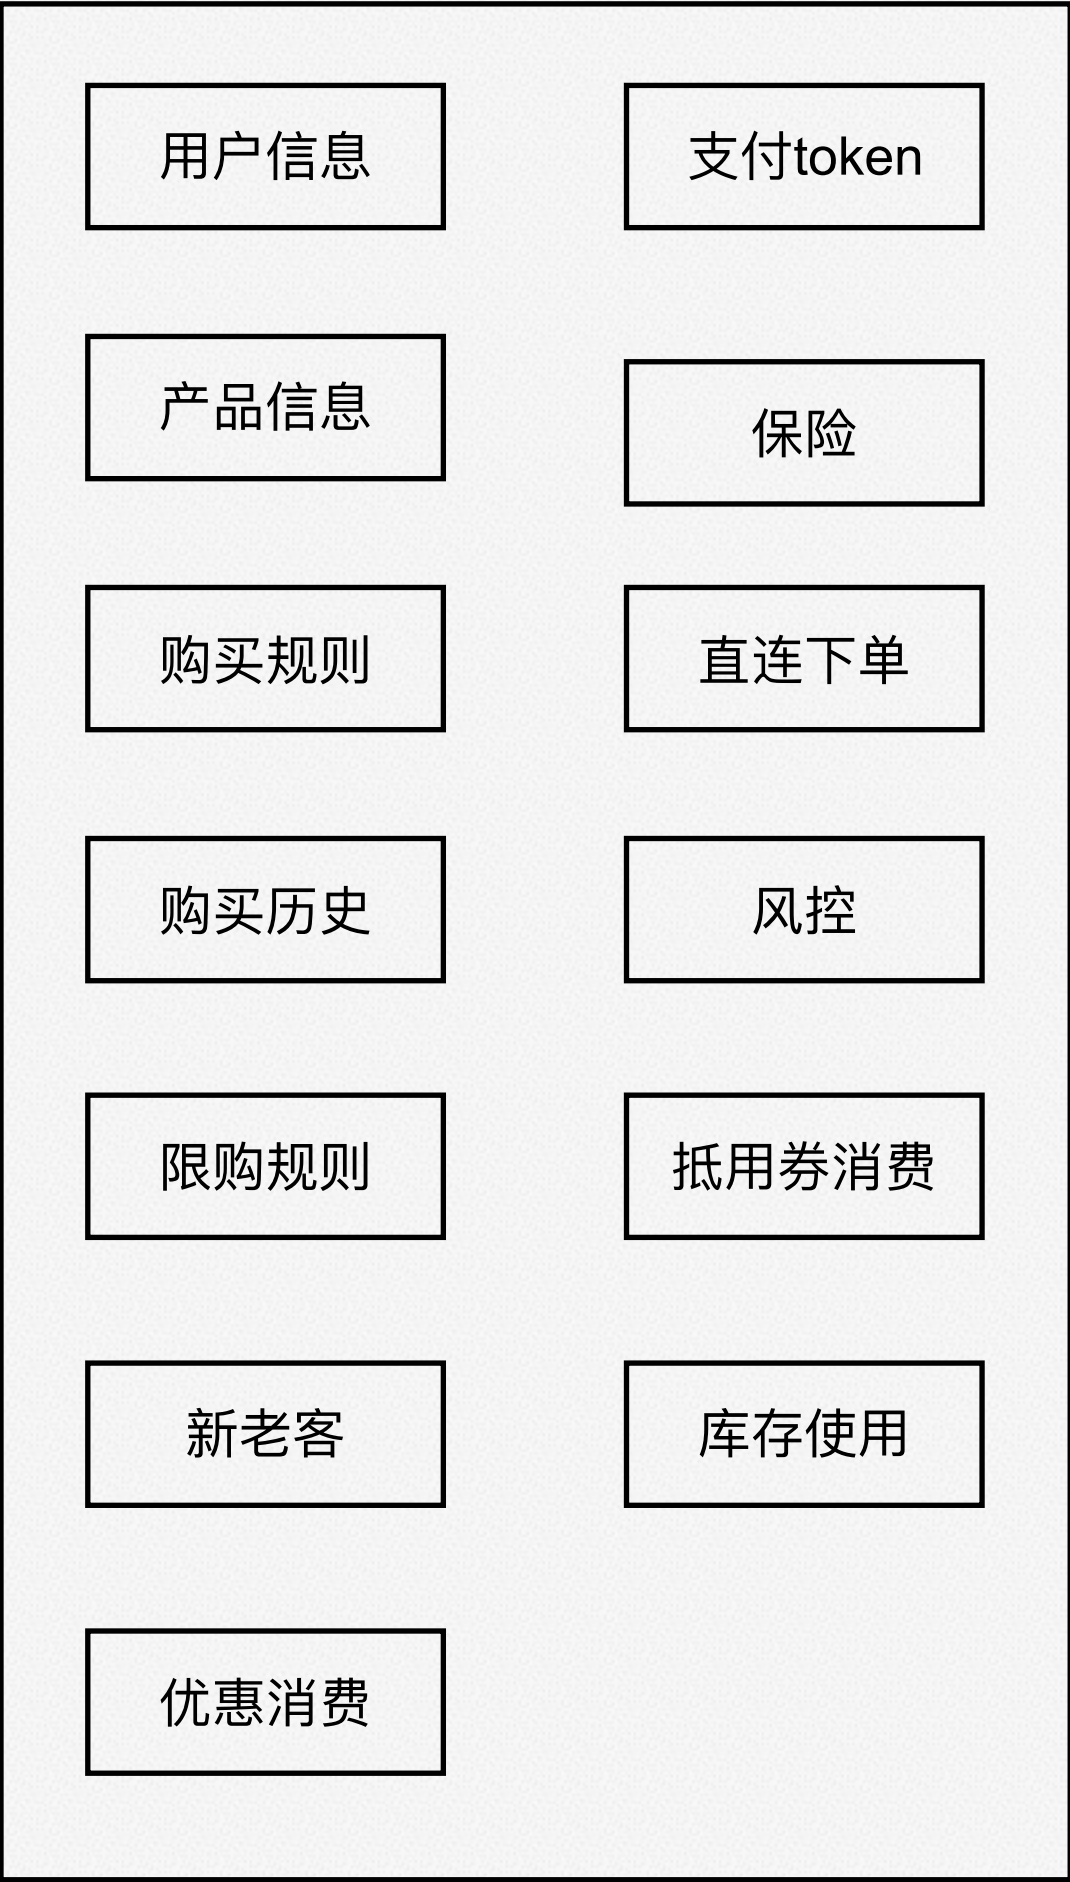 用户信息
支付token
产品信息
保险
购买规则
直连下单
购买历史
风控
限购规则
抵用券消费
新老客
库存使用
优惠消费